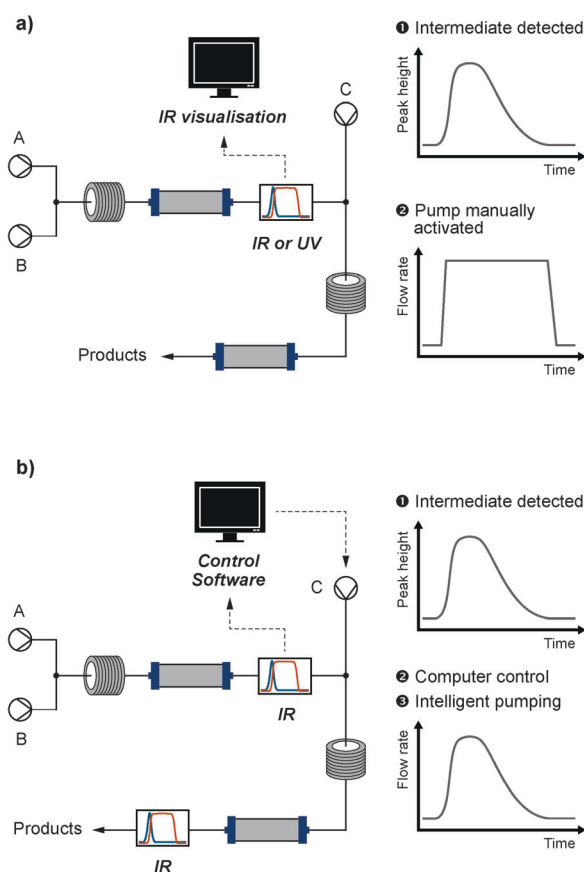 a)
❶ Intermediate detected
Peak height
Time
C
IR visualisation
A
B
IR or UV
❷ Pump manually
activated
Flow rate
Time
Products
b)
❶ Intermediate detected
Peak height
Time
Control
Software
C
A
B
IR
❷ Computer control
❸ Intelligent pumping
Flow rate
Time
Products
IR